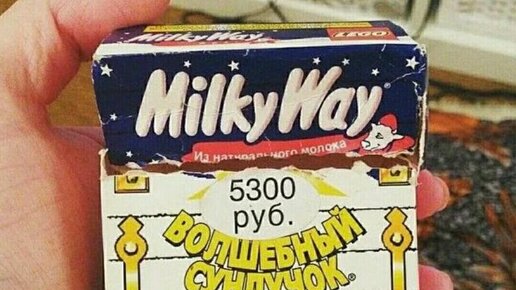 LEGO
Milky Way
Из натурального молока
5300
руб.
ВОЛШЕБНЫЙ
СУНДУЧОК®